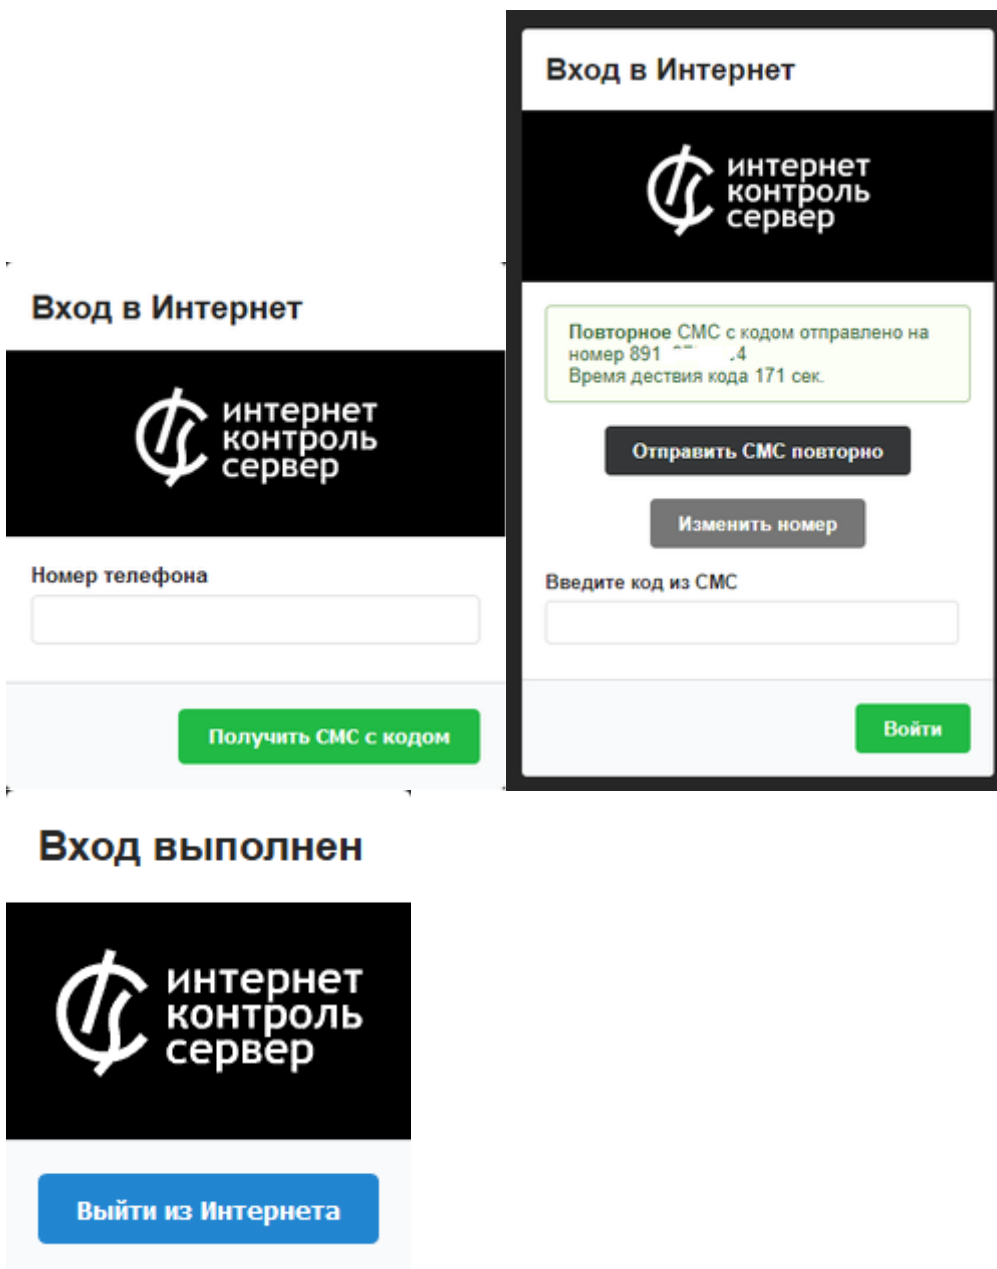 Вход в Интернет
интернет
контроль
сервер
Номер телефона
Получить СМС с кодом
Вход в Интернет
интернет
контроль
сервер
Повторное СМС с кодом отправлено на
номер 891 4
Время дествия кода 171 сек.
Отправить СМС повторно
Изменить номер
Введите код из СМС
Войти
Вход выполнен
интернет
контроль
сервер
Выйти из Интернета